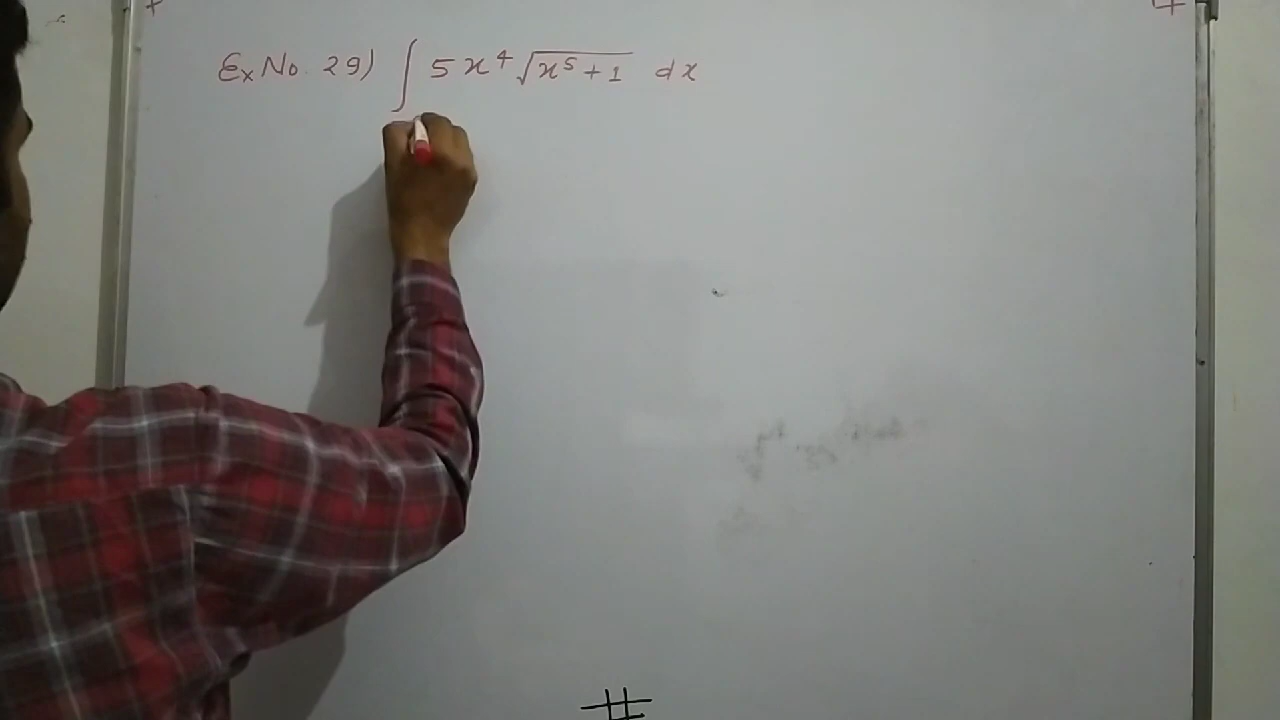 Ex No. 29) ∫ 5x⁴ √(x⁵ + 1) dx
#